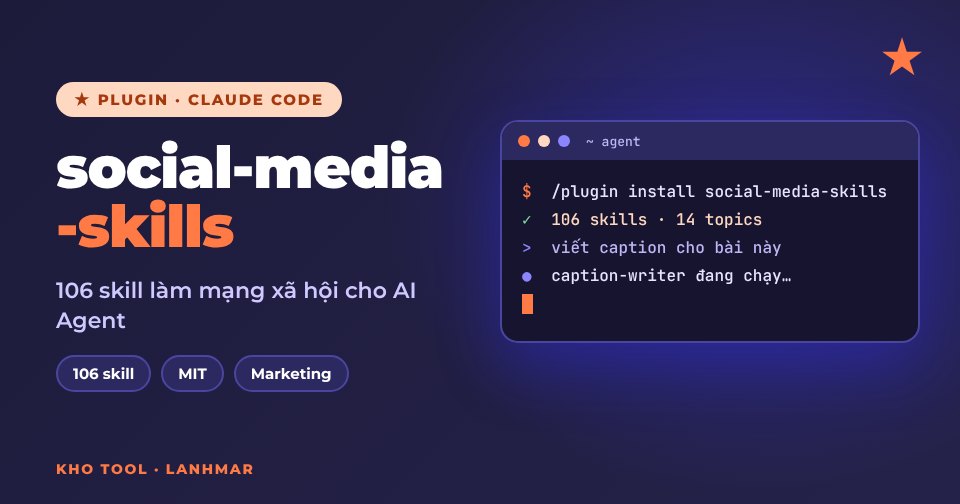 ★ PLUGIN · CLAUDE CODE
social-media
-skills
106 skill làm mạng xã hội cho AI
Agent
106 skill
MIT
Marketing
KHO TOOL · LANHMAR
~ agent
$ /plugin install social-media-skills
✓ 106 skills · 14 topics
> viết caption cho bài này
● caption-writer đang chạy…